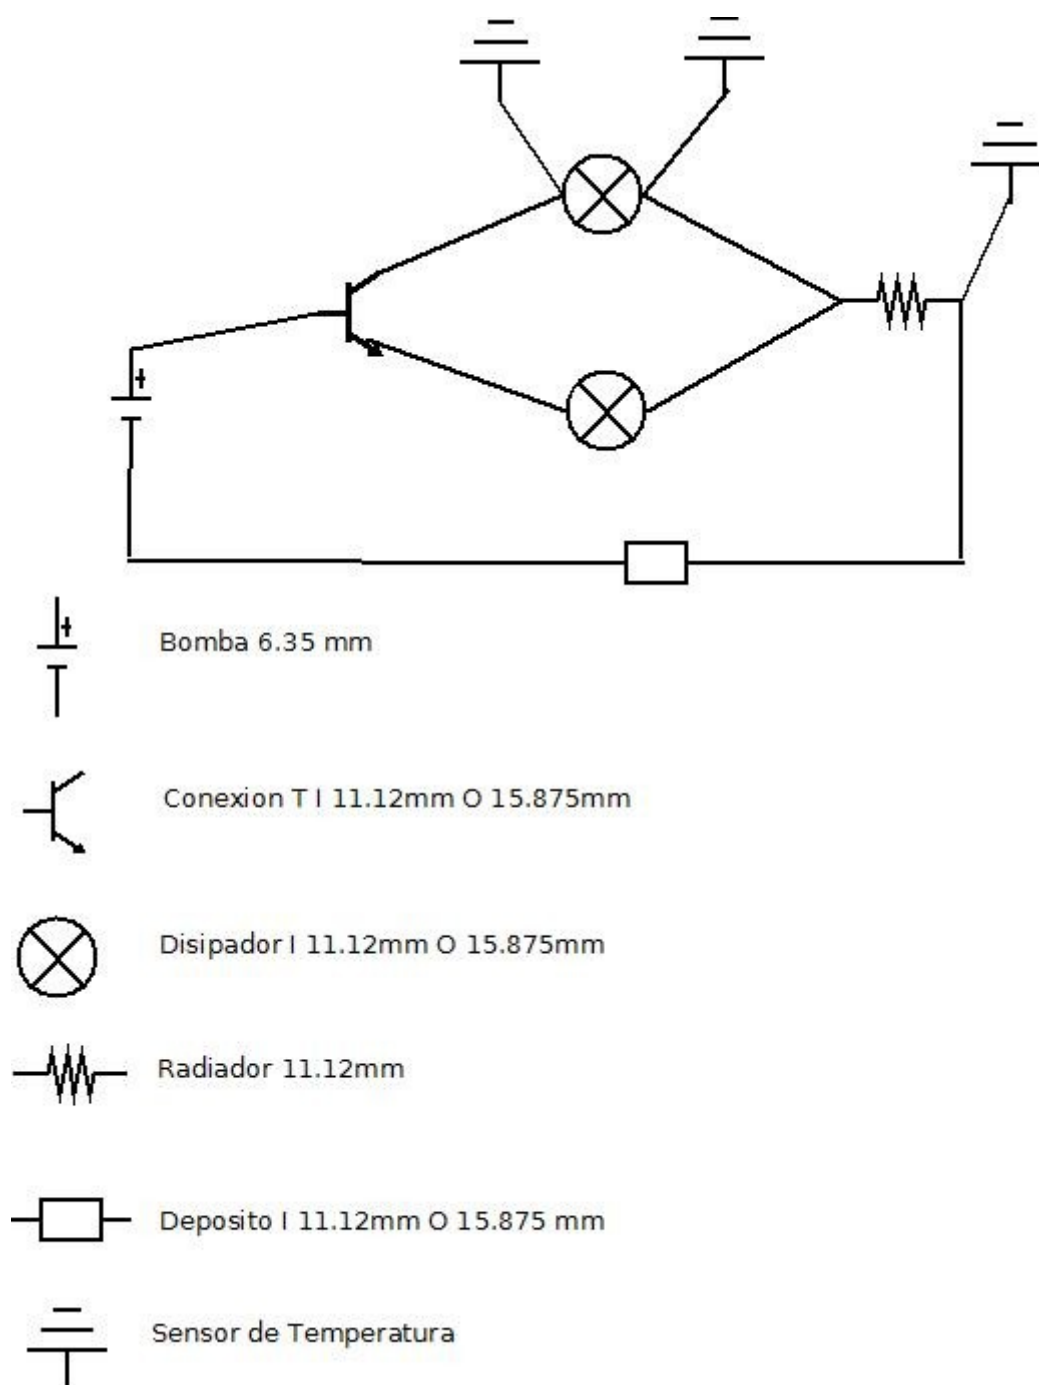 Bomba 6.35 mm
Conexion T I 11.12mm O 15.875mm
Disipador I 11.12mm O 15.875mm
Radiador 11.12mm
Deposito I 11.12mm O 15.875 mm
Sensor de Temperatura